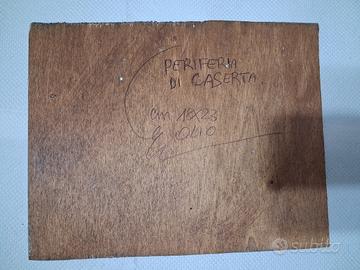 PERIFERIA
DI CASERTA
cm 18x23
OLIO
subito